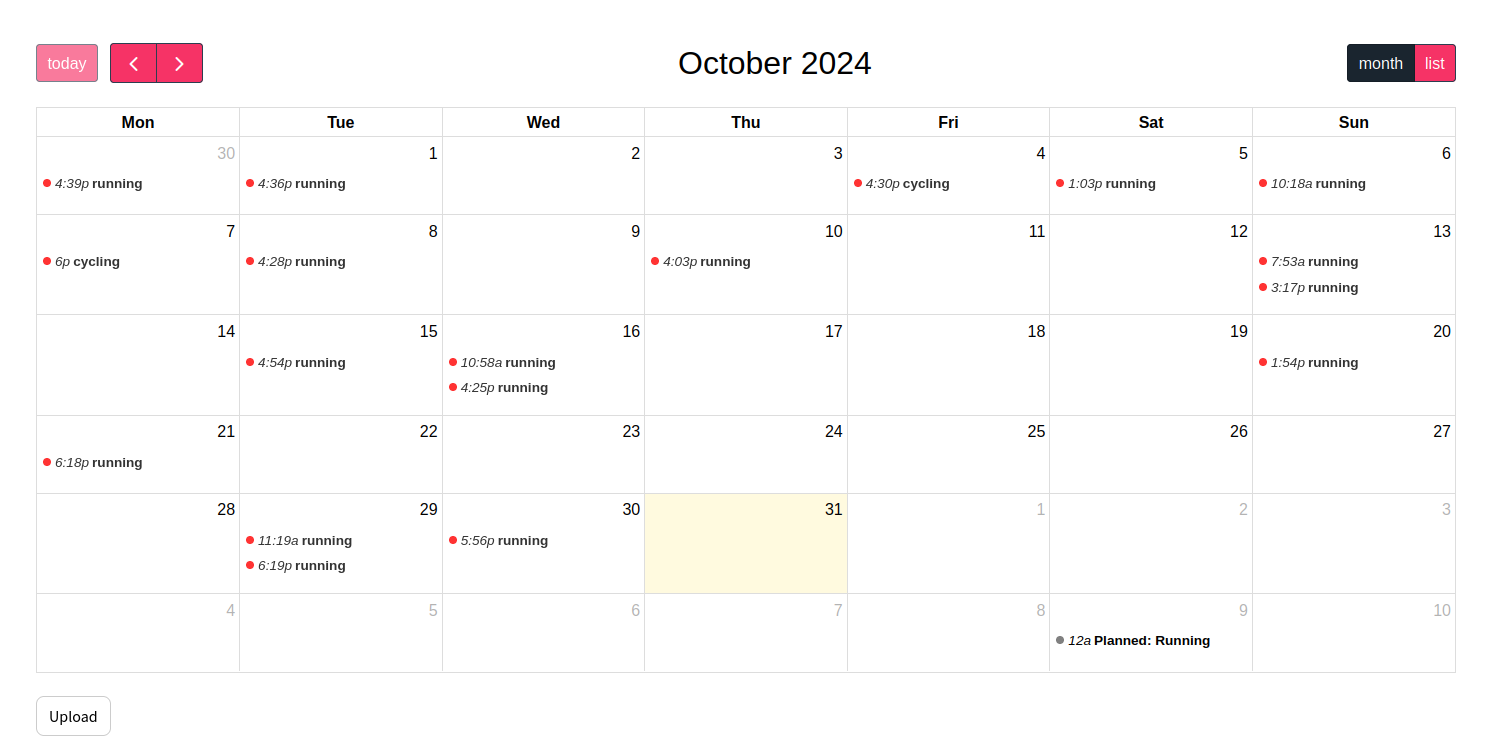 today
October 2024
month list
Mon Tue Wed Thu Fri Sat Sun
30 1 2 3 4 5 6
4:39p running 4:36p running 4:30p cycling 1:03p running 10:18a running
7 8 9 10 11 12 13
6p cycling 4:28p running 4:03p running 7:53a running
3:17p running
14 15 16 17 18 19 20
4:54p running 10:58a running 1:54p running
4:25p running
21 22 23 24 25 26 27
6:18p running
28 29 30 31 1 2 3
11:19a running 5:56p running
6:19p running
4 5 6 7 8 9 10
12a Planned: Running
Upload